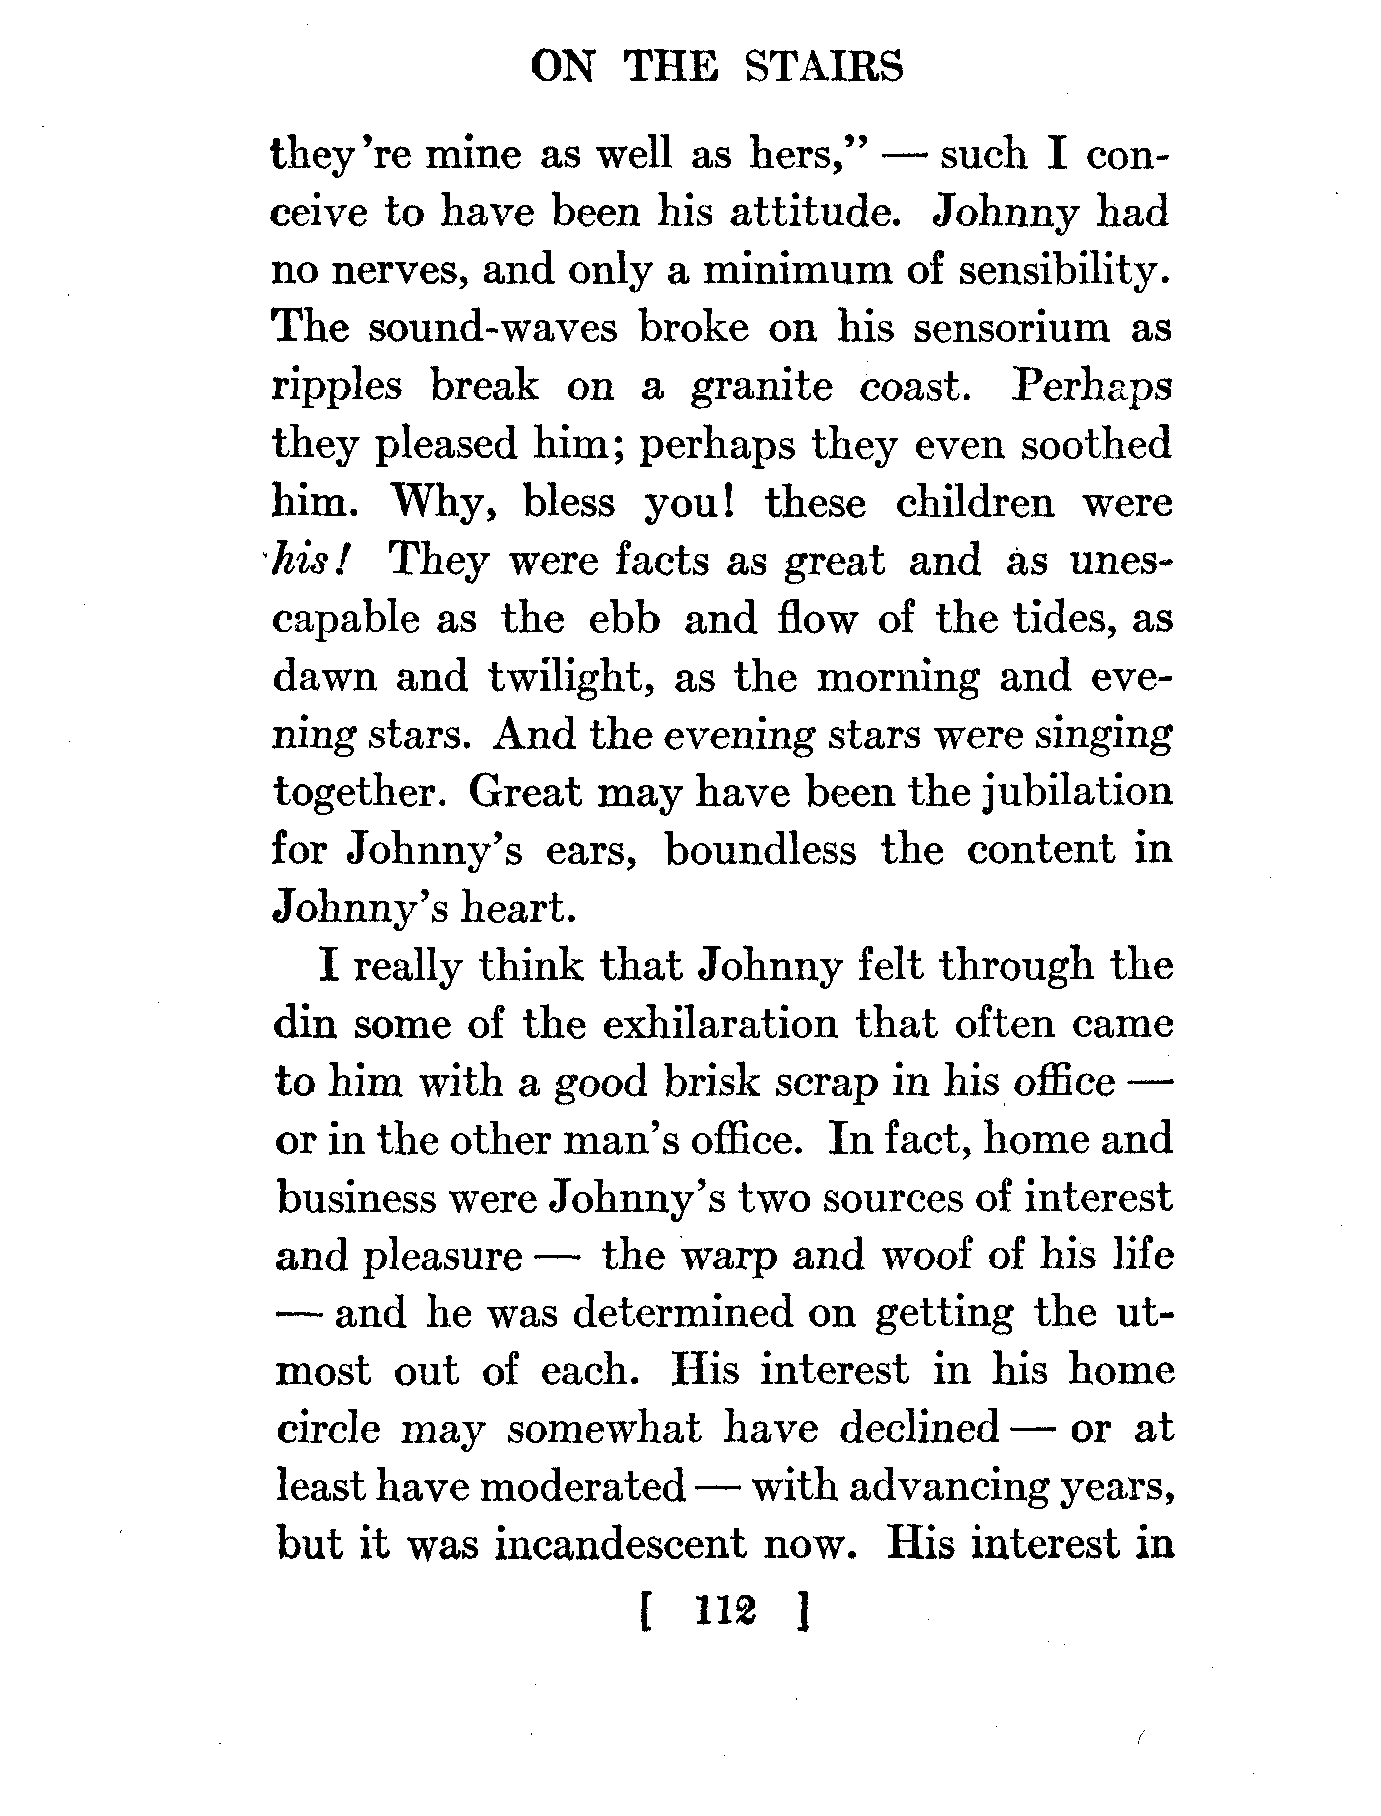 ON THE STAIRS
they're mine as well as hers,” — such I con-
ceive to have been his attitude. Johnny had
no nerves, and only a minimum of sensibility.
The sound-waves broke on his sensorium as
ripples break on a granite coast. Perhaps
they pleased him; perhaps they even soothed
him. Why, bless you! these children were
his! They were facts as great and as unes-
capable as the ebb and flow of the tides, as
dawn and twilight, as the morning and eve-
ning stars. And the evening stars were singing
together. Great may have been the jubilation
for Johnny's ears, boundless the content in
Johnny's heart.
I really think that Johnny felt through the
din some of the exhilaration that often came
to him with a good brisk scrap in his office —
or in the other man's office. In fact, home and
business were Johnny's two sources of interest
and pleasure — the warp and woof of his life
— and he was determined on getting the ut-
most out of each. His interest in his home
circle may somewhat have declined — or at
least have moderated — with advancing years,
but it was incandescent now. His interest in
[ 112 ]